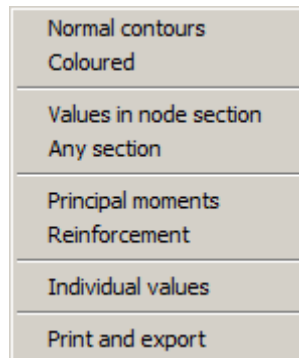 Normal contours
Coloured
Values in node section
Any section
Principal moments
Reinforcement
Individual values
Print and export